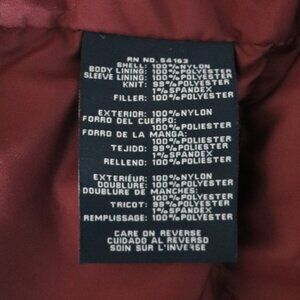 RN NO. 54163
SHELL: 100%NYLON
BODY LINING: 100%POLYESTER
SLEEVE LINING: 100%POLYESTER
KNIT: 99%POLYESTER
1%SPANDEX
FILLER: 100%POLYESTER
EXTERIOR: 100%NYLON
FORRO DEL CUERPO:
100%POLIESTER
FORRO DE LA MANGA:
100%POLIESTER
TEJIDO: 99%POLIESTER
1%SPANDEX
RELLENO: 100%POLIESTER
EXTÉRIEUR: 100%NYLON
DOUBLURE: 100%POLYESTER
DOUBLURE DE MANCHES:
100%POLYESTER
TRICOT: 99%POLYESTER
1%SPANDEX
REMPLISSAGE: 100%POLYESTER
CARE ON REVERSE
CUIDADO AL REVERSO
SOIN SUR L'INVERSE